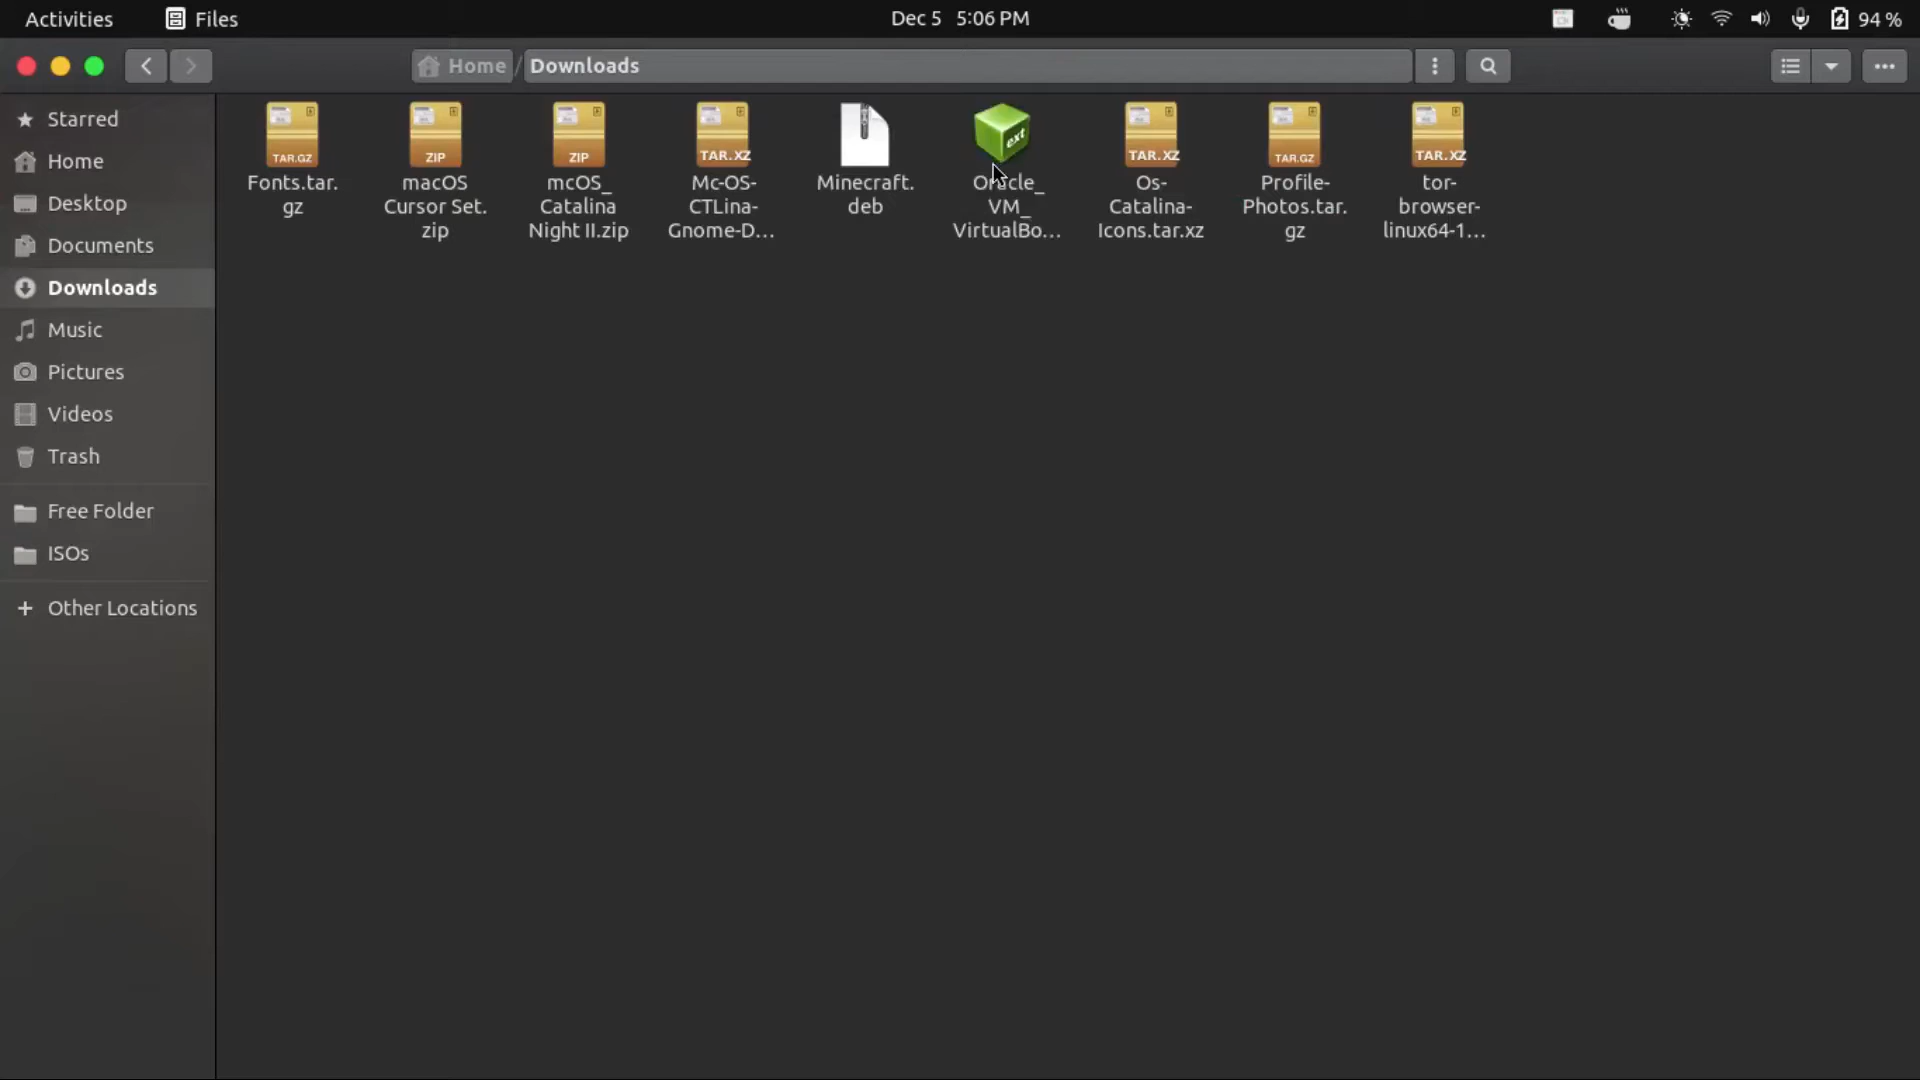 Activities Files Dec 5 5:06 PM 94 %
Home / Downloads
Starred
Home
Desktop
Documents
Downloads
Music
Pictures
Videos
Trash
Free Folder
ISOs
+ Other Locations
TAR.GZ
Fonts.tar.
gz
ZIP
macOS
Cursor Set.
zip
ZIP
mcOS_
Catalina
Night II.zip
TAR.XZ
Mc-OS-
CTLina-
Gnome-D...
Minecraft.
deb
ext
Oracle_
VM_
VirtualBo...
TAR.XZ
Os-
Catalina-
Icons.tar.xz
TAR.GZ
Profile-
Photos.tar.
gz
TAR.XZ
tor-
browser-
linux64-1...